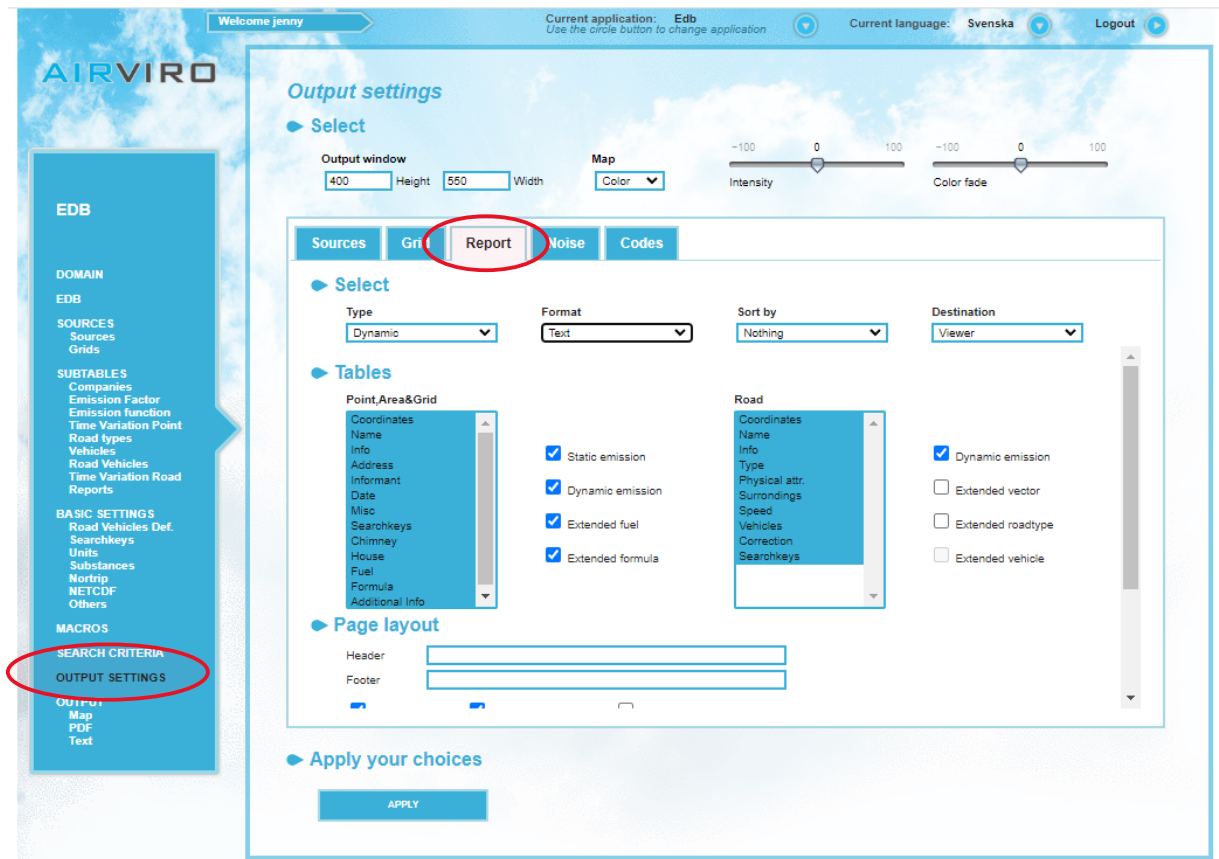 Welcome jenny
Current application: Edb
Use the circle button to change application
Current language: Svenska
Logout
AIRVIRO
EDB
DOMAIN
EDB
SOURCES
Sources
Grids
SUBTABLES
Companies
Emission Factor
Emission function
Time Variation Point
Road types
Vehicles
Road Vehicles
Time Variation Road
Reports
BASIC SETTINGS
Road Vehicles Def.
Searchkeys
Units
Substances
Nortrip
NETCDF
Others
MACROS
SEARCH CRITERIA
OUTPUT SETTINGS
OUTPUT
Map
PDF
Text
Output settings
Select
Output window
400 Height 550 Width
Map
Color
-100 0 100
Intensity
-100 0 100
Color fade
Sources Grid Report Noise Codes
Select
Type Format Sort by Destination
Dynamic Text Nothing Viewer
Tables
Point,Area&Grid
Coordinates
Name
Info
Address
Informant
Date
Misc
Searchkeys
Chimney
House
Fuel
Formula
Additional Info
Static emission
Dynamic emission
Extended fuel
Extended formula
Road
Coordinates
Name
Info
Type
Physical attr.
Surrondings
Speed
Vehicles
Correction
Searchkeys
Dynamic emission
Extended vector
Extended roadtype
Extended vehicle
Page layout
Header
Footer
Apply your choices
APPLY